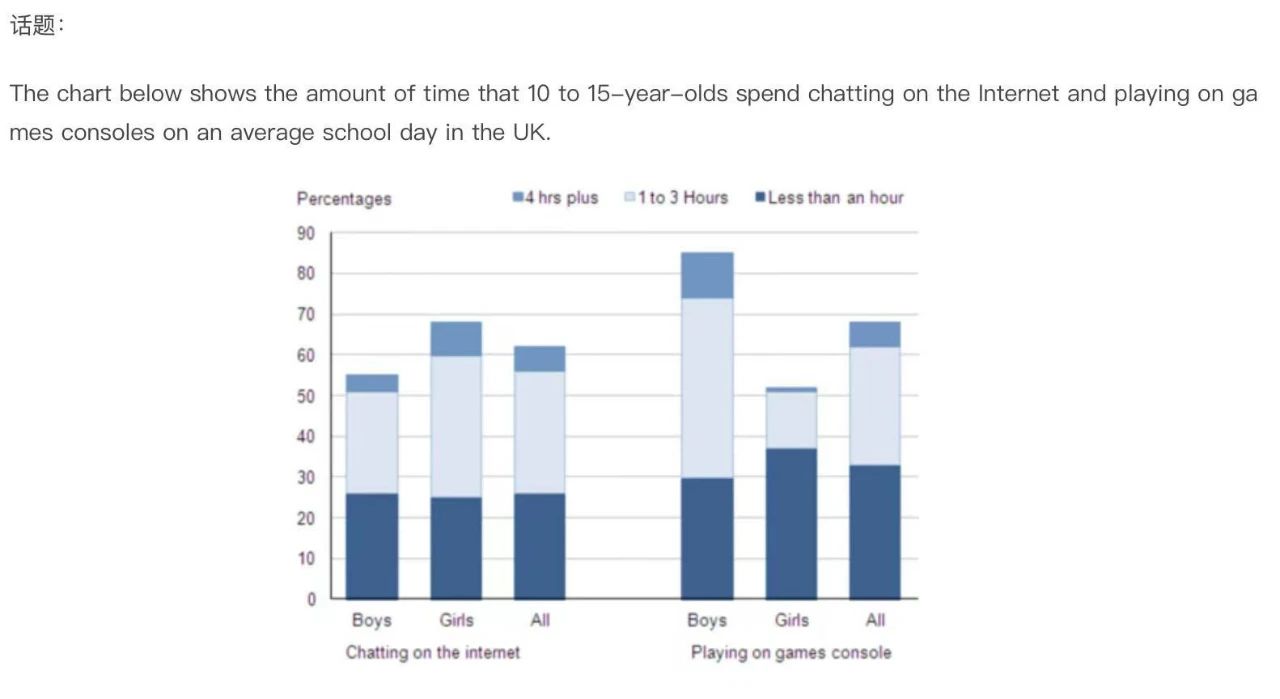 话题：
The chart below shows the amount of time that 10 to 15-year-olds spend chatting on the Internet and playing on ga
mes consoles on an average school day in the UK.
Percentages 4 hrs plus 1 to 3 Hours Less than an hour
90
80
70
60
50
40
30
20
10
0
Boys Girls All Boys Girls All
Chatting on the internet Playing on games console